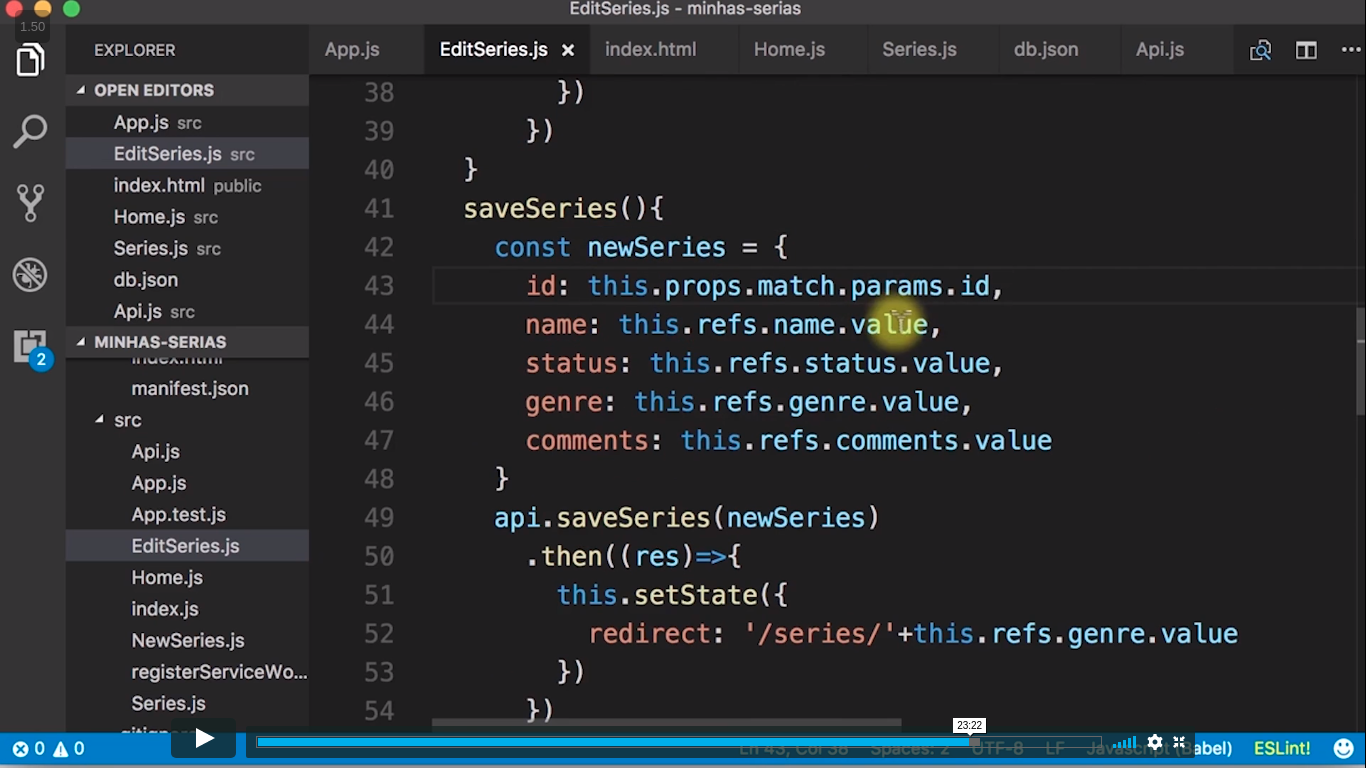 EditSeries.js - minhas-serias
1.50
EXPLORER
App.js
EditSeries.js
index.html
Home.js
Series.js
db.json
Api.js
OPEN EDITORS
App.js src
EditSeries.js src
index.html public
Home.js src
Series.js src
db.json
Api.js src
2
MINHAS-SERIAS
index.html
manifest.json
src
Api.js
App.js
App.test.js
EditSeries.js
Home.js
index.js
NewSeries.js
registerServiceWo...
Series.js
.gitignore
38 })
39 })
40 }
41 saveSeries(){
42 const newSeries = {
43 id: this.props.match.params.id,
44 name: this.refs.name.value,
45 status: this.refs.status.value,
46 genre: this.refs.genre.value,
47 comments: this.refs.comments.value
48 }
49 api.saveSeries(newSeries)
50 .then((res)=>{
51 this.setState({
52 redirect: '/series/'+this.refs.genre.value
53 })
54 })
23:22
0 0
Ln 43, Col 38 Spaces: 2 UTF-8 LF Javascript (Babel) ESLint!